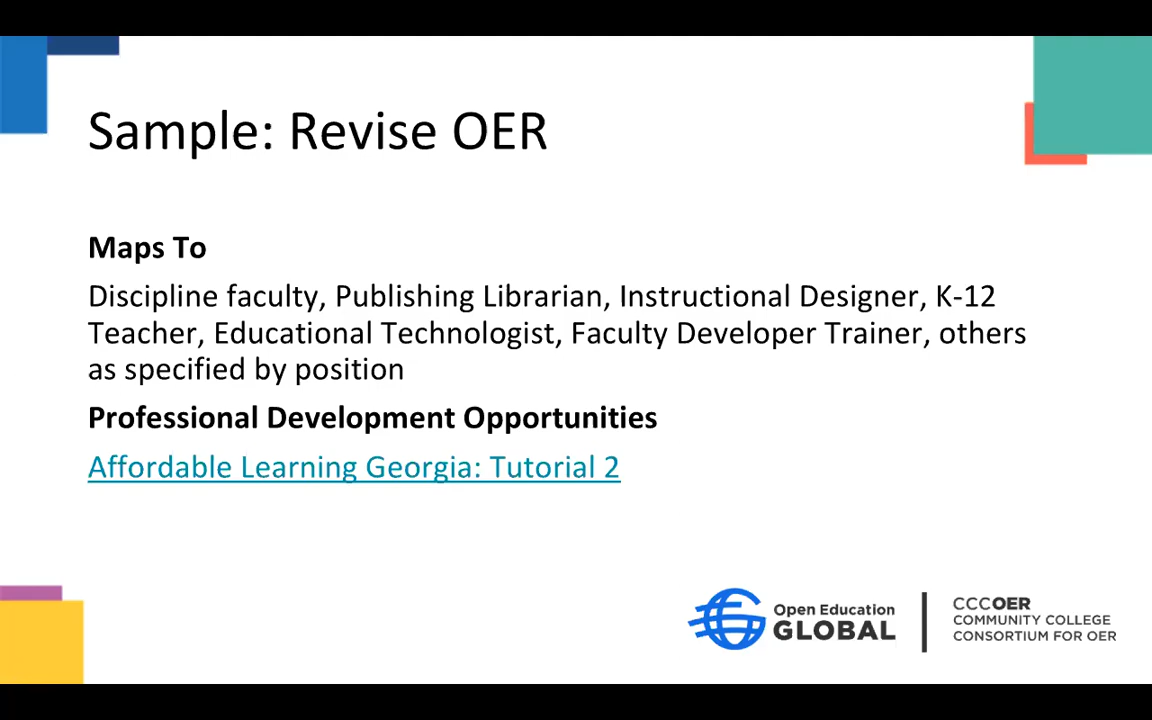 Sample: Revise OER
Maps To
Discipline faculty, Publishing Librarian, Instructional Designer, K-12
Teacher, Educational Technologist, Faculty Developer Trainer, others
as specified by position
Professional Development Opportunities
Affordable Learning Georgia: Tutorial 2
Open Education
GLOBAL
CCCOER
COMMUNITY COLLEGE
CONSORTIUM FOR OER